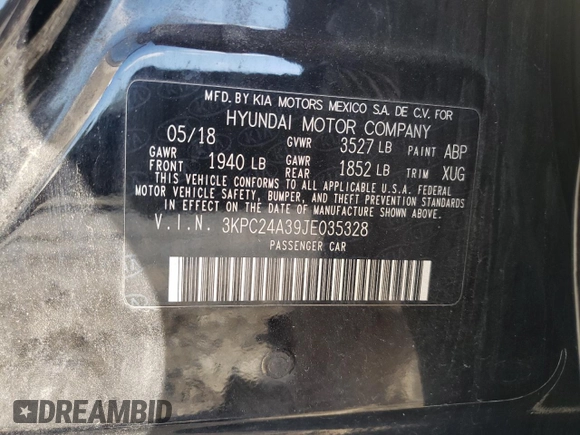 MFD. BY KIA MOTORS MEXICO S.A. DE C.V. FOR
HYUNDAI MOTOR COMPANY
05/18 GVWR 3527 LB PAINT ABP
GAWR FRONT 1940 LB GAWR REAR 1852 LB TRIM XUG
THIS VEHICLE CONFORMS TO ALL APPLICABLE U.S.A. FEDERAL
MOTOR VEHICLE SAFETY, BUMPER, AND THEFT PREVENTION
STANDARDS IN EFFECT ON THE DATE OF MANUFACTURE SHOWN ABOVE.
V.I.N. 3KPC24A39JE035328
PASSENGER CAR
DREAMBID